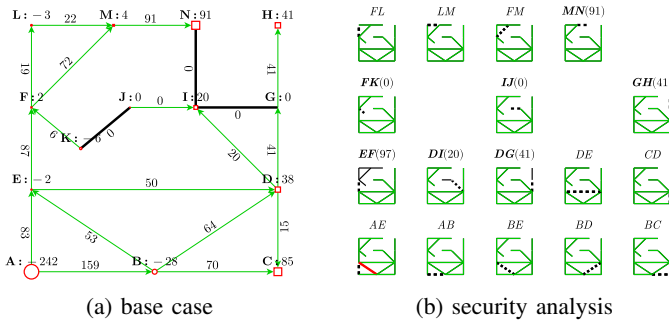 L: −3 22 M: 4 91 N: 91 H: 41
19 72 0 41
F: 2 J: 0 0 I: 20 G: 0
6 K: −6 0 0
87 20 41
E: −2 50 D: 38
83 53 64 15
A: −242 159 B: −28 70 C: 85
(a) base case
FL LM FM MN(91)
FK(0) IJ(0) GH(41
EF(97) DI(20) DG(41) DE CD
AE AB BE BD BC
(b) security analysis